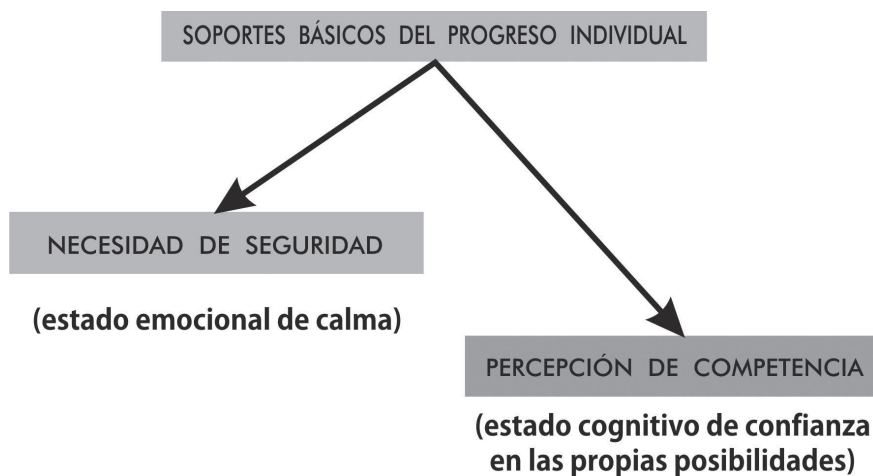 SOPORTES BÁSICOS DEL PROGRESO INDIVIDUAL
NECESIDAD DE SEGURIDAD
(estado emocional de calma)
PERCEPCIÓN DE COMPETENCIA
(estado cognitivo de confianza
en las propias posibilidades)